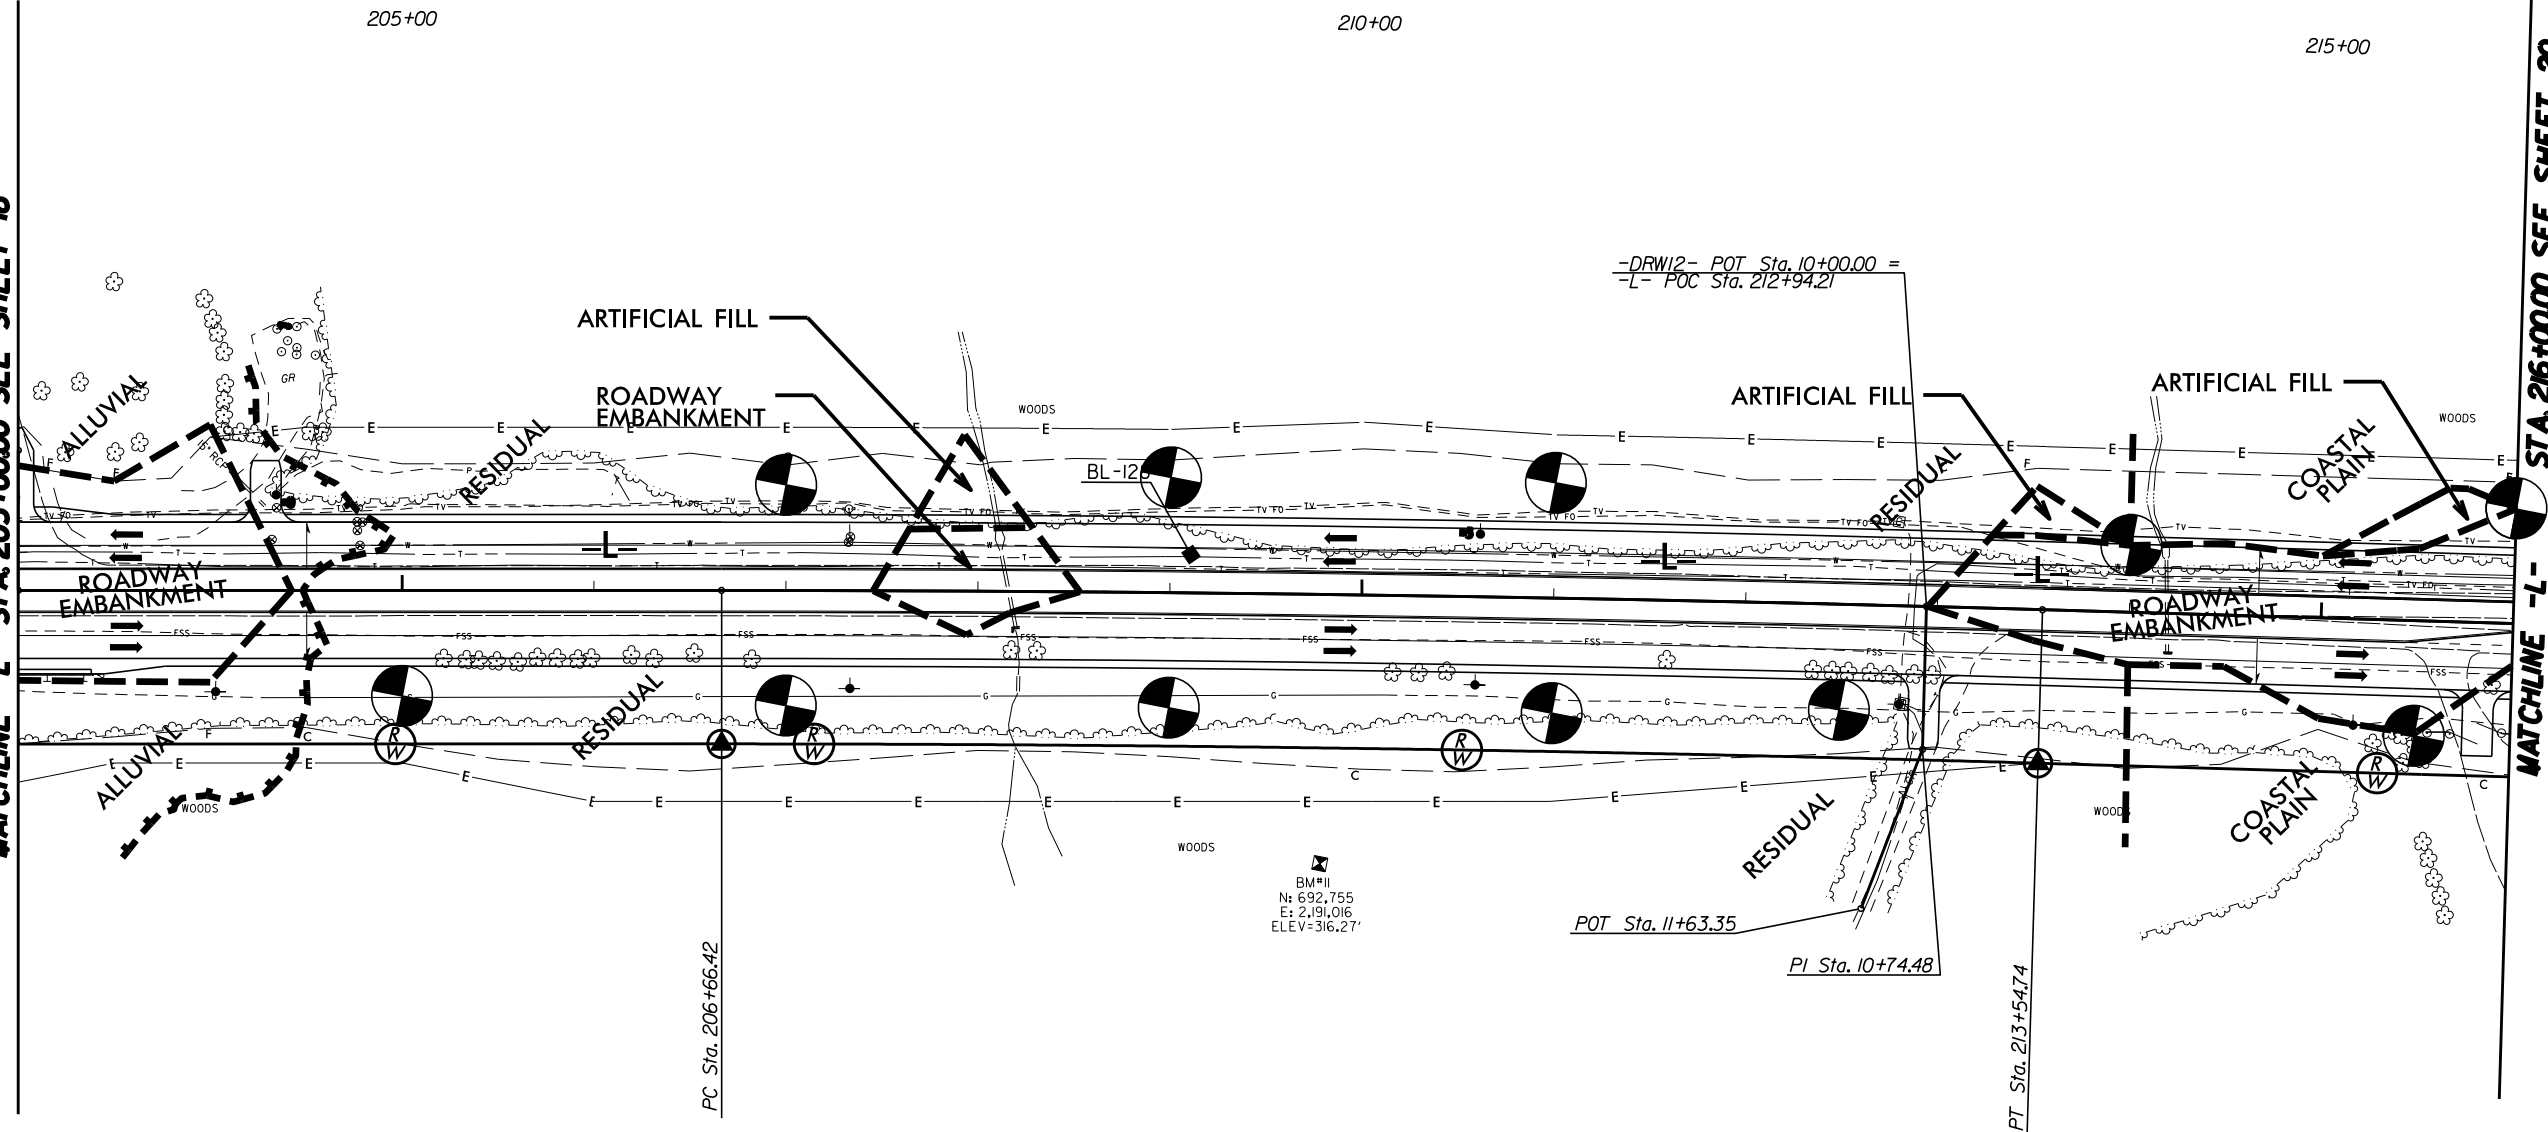 205+00
210+00
215+00
-DRW12- POT Sta. 10+00.00 =
-L- POC Sta. 212+94.21
ARTIFICIAL FILL
ROADWAY
EMBANKMENT
ARTIFICIAL FILL
ARTIFICIAL FILL
ALLUVIAL
GR
RESIDUAL
WOODS
BL-126
RESIDUAL
COASTAL
PLAIN
WOODS
-L-
-L-
-L-
ROADWAY
EMBANKMENT
ROADWAY
EMBANKMENT
R
W
R
W
R
W
R
W
ALLUVIAL
RESIDUAL
WOODS
WOODS
RESIDUAL
WOODS
COASTAL
PLAIN
BM#11
N: 692,755
E: 2,191,016
ELEV=316.27'
POT Sta. 11+63.35
PI Sta. 10+74.48
PC Sta. 206+66.42
PT Sta. 213+54.74
MATCHLINE -L- STA. 216+00.00 SEE SHEET 20